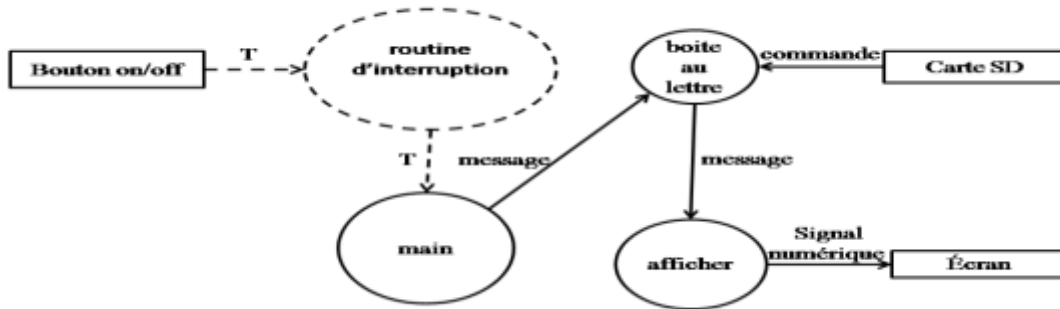 Bouton on/off
T
routine
d'interruption
T
main
message
boite
au
lettre
commande
Carte SD
message
afficher
Signal
numérique
Écran